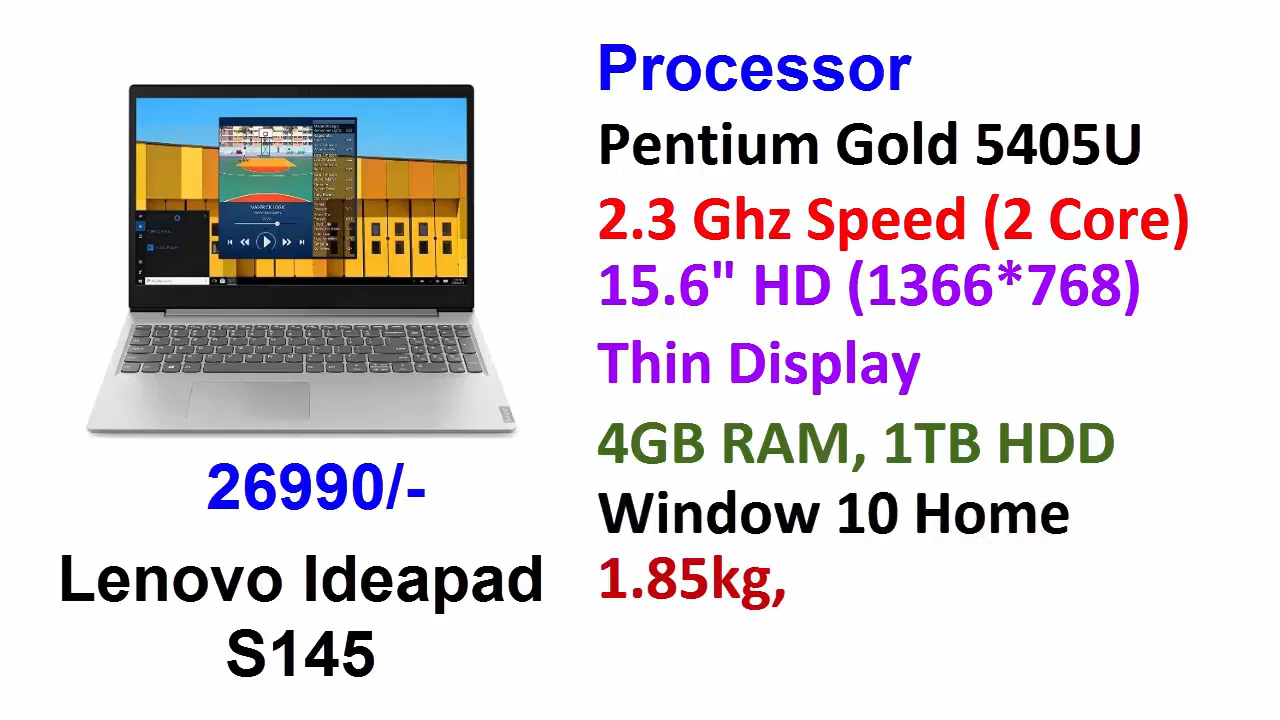 Processor
Pentium Gold 5405U
2.3 Ghz Speed (2 Core)
15.6" HD (1366*768)
Thin Display
4GB RAM, 1TB HDD
Window 10 Home
1.85kg,
26990/-
Lenovo Ideapad
S145